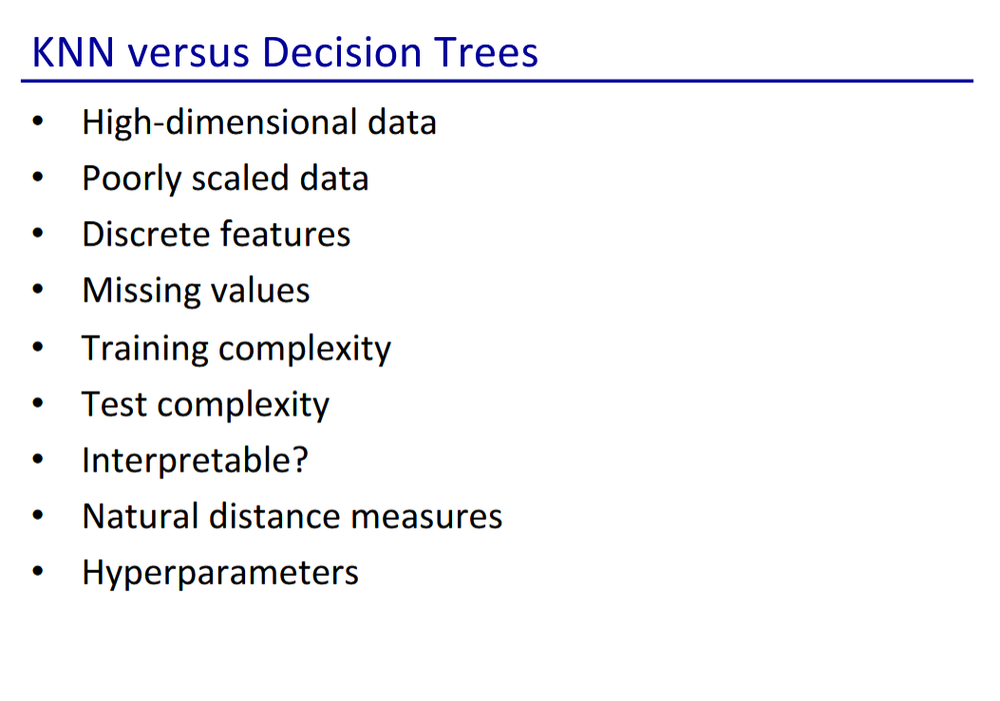 KNN versus Decision Trees
• High-dimensional data
• Poorly scaled data
• Discrete features
• Missing values
• Training complexity
• Test complexity
• Interpretable?
• Natural distance measures
• Hyperparameters